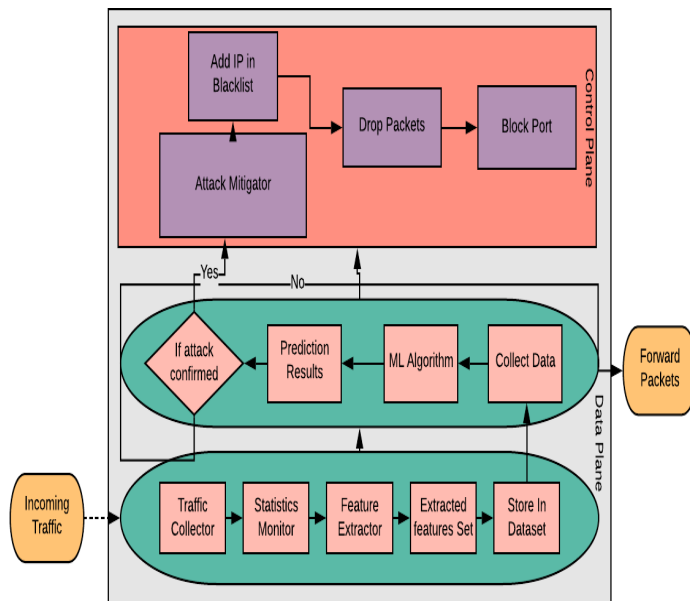 Add IP in
Blacklist
Drop Packets
Block Port
Attack Mitigator
Control Plane
Yes
No
If attack
confirmed
Prediction
Results
ML Algorithm
Collect Data
Forward
Packets
Data Plane
Incoming
Traffic
Traffic
Collector
Statistics
Monitor
Feature
Extractor
Extracted
features Set
Store In
Dataset